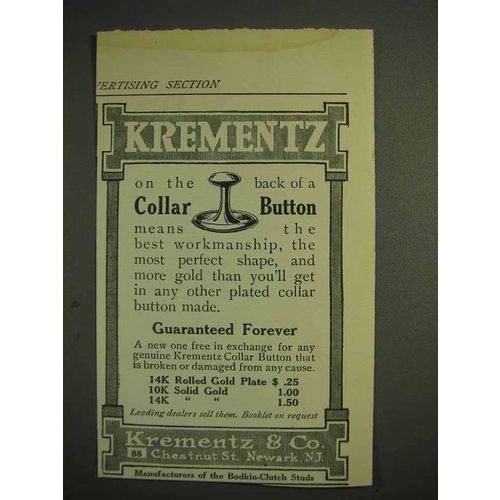 VERTISING SECTION
KREMENTZ
on the back of a
Collar Button
means the
best workmanship, the
most perfect shape, and
more gold than you'll get
in any other plated collar
button made.
Guaranteed Forever
A new one free in exchange for any
genuine Krementz Collar Button that
is broken or damaged from any cause.
14K Rolled Gold Plate $ .25
10K Solid Gold 1.00
14K " " 1.50
Leading dealers sell them. Booklet on request
Krementz & Co.
88 Chestnut St. Newark, N.J.
Manufacturers of the Bodkin-Clutch Studs